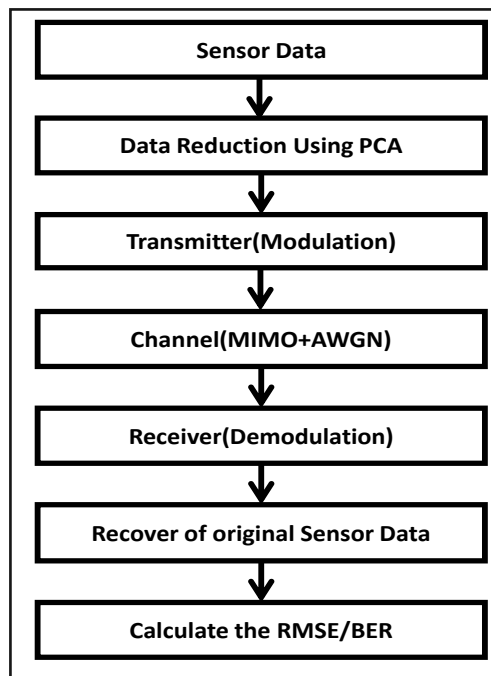 Sensor Data
Data Reduction Using PCA
Transmitter(Modulation)
Channel(MIMO+AWGN)
Receiver(Demodulation)
Recover of original Sensor Data
Calculate the RMSE/BER